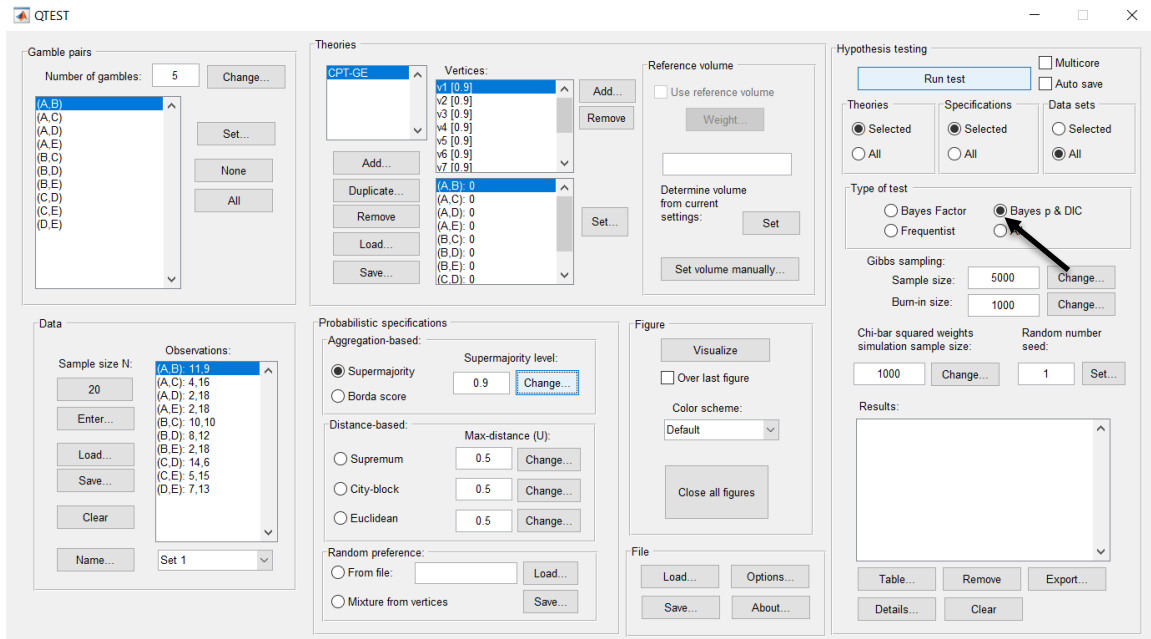 QTEST
Gamble pairs
Number of gambles: 5 Change...
(A,B)
(A,C)
(A,D)
(A,E)
(B,C)
(B,D)
(B,E)
(C,D)
(C,E)
(D,E)
Set...
None
All
Theories
CPT-GE
Add...
Duplicate...
Remove
Load...
Save...
Vertices:
v1 [0.9]
v2 [0.9]
v3 [0.9]
v4 [0.9]
v5 [0.9]
v6 [0.9]
v7 [0.9]
Add...
Remove
(A,B): 0
(A,C): 0
(A,D): 0
(A,E): 0
(B,C): 0
(B,D): 0
(B,E): 0
(C,D): 0
Set...
Reference volume
Use reference volume
Weight...
Determine volume
from current
settings:
Set
Set volume manually...
Hypothesis testing
Run test
Multicore
Auto save
Theories
Selected
All
Specifications
Selected
All
Data sets
Selected
All
Type of test
Bayes Factor
Bayes p & DIC
Frequentist
Gibbs sampling:
Sample size: 5000 Change...
Burn-in size: 1000 Change...
Chi-bar squared weights
simulation sample size:
1000 Change...
Random number
seed:
1 Set...
Results:
Table... Remove Export...
Details... Clear
Data
Sample size N:
20
Enter...
Load...
Save...
Clear
Name...
Observations:
(A,B): 11,9
(A,C): 4,16
(A,D): 2,18
(A,E): 2,18
(B,C): 10,10
(B,D): 8,12
(B,E): 2,18
(C,D): 14,6
(C,E): 5,15
(D,E): 7,13
Set 1
Probabilistic specifications
Aggregation-based:
Supermajority
Borda score
Supermajority level:
0.9 Change...
Distance-based:
Max-distance (U):
Supremum 0.5 Change...
City-block 0.5 Change...
Euclidean 0.5 Change...
Random preference:
From file: Load...
Mixture from vertices Save...
Figure
Visualize
Over last figure
Color scheme:
Default
Close all figures
File
Load... Options...
Save... About...